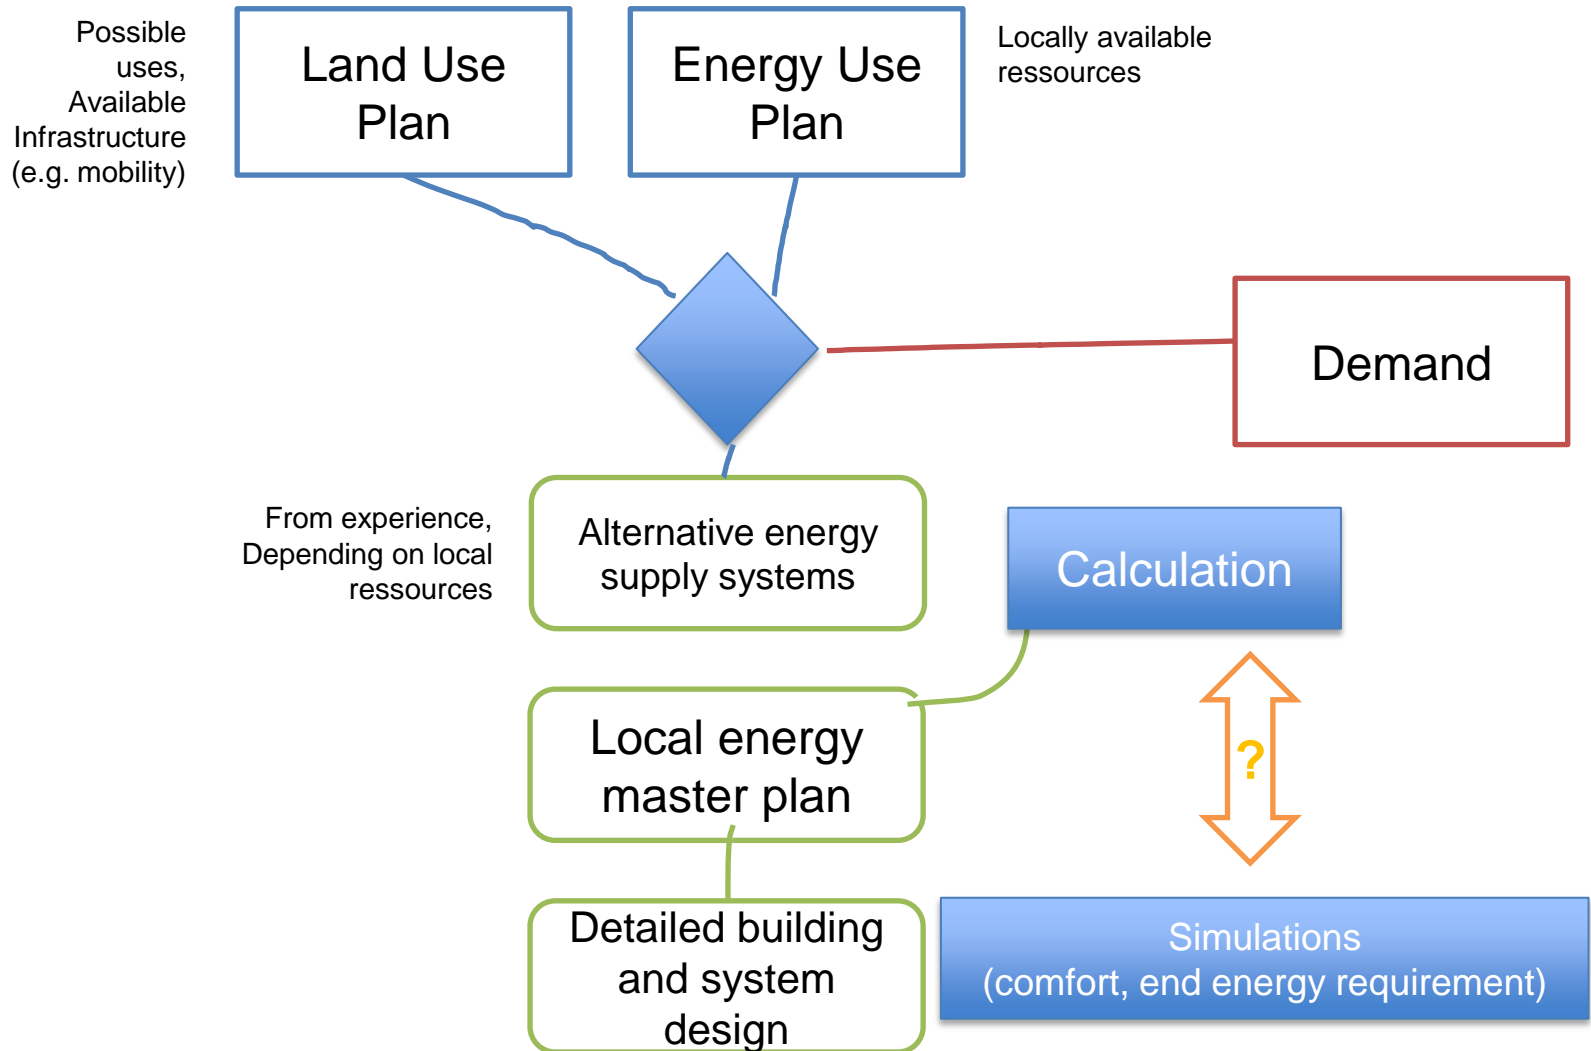 Possible
uses,
Available
Infrastructure
(e.g. mobility)
Land Use
Plan
Energy Use
Plan
Locally available
ressources
Demand
From experience,
Depending on local
ressources
Alternative energy
supply systems
Calculation
Local energy
master plan
?
Detailed building
and system
design
Simulations
(comfort, end energy requirement)